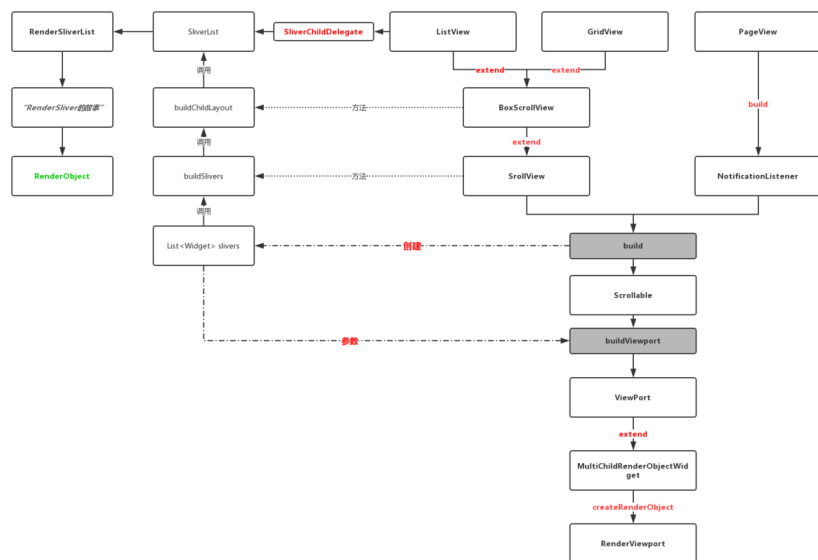 RenderSliverList
SliverList
SliverChildDelegate
ListView
GridView
PageView
调用
extend
extend
"RenderSliver的故事"
buildChildLayout
方法
BoxScrollView
build
调用
extend
RenderObject
buildSlivers
方法
SrollView
NotificationListener
调用
List<Widget> slivers
创建
build
Scrollable
参数
buildViewport
ViewPort
extend
MultiChildRenderObjectWid
get
createRenderObject
RenderViewport